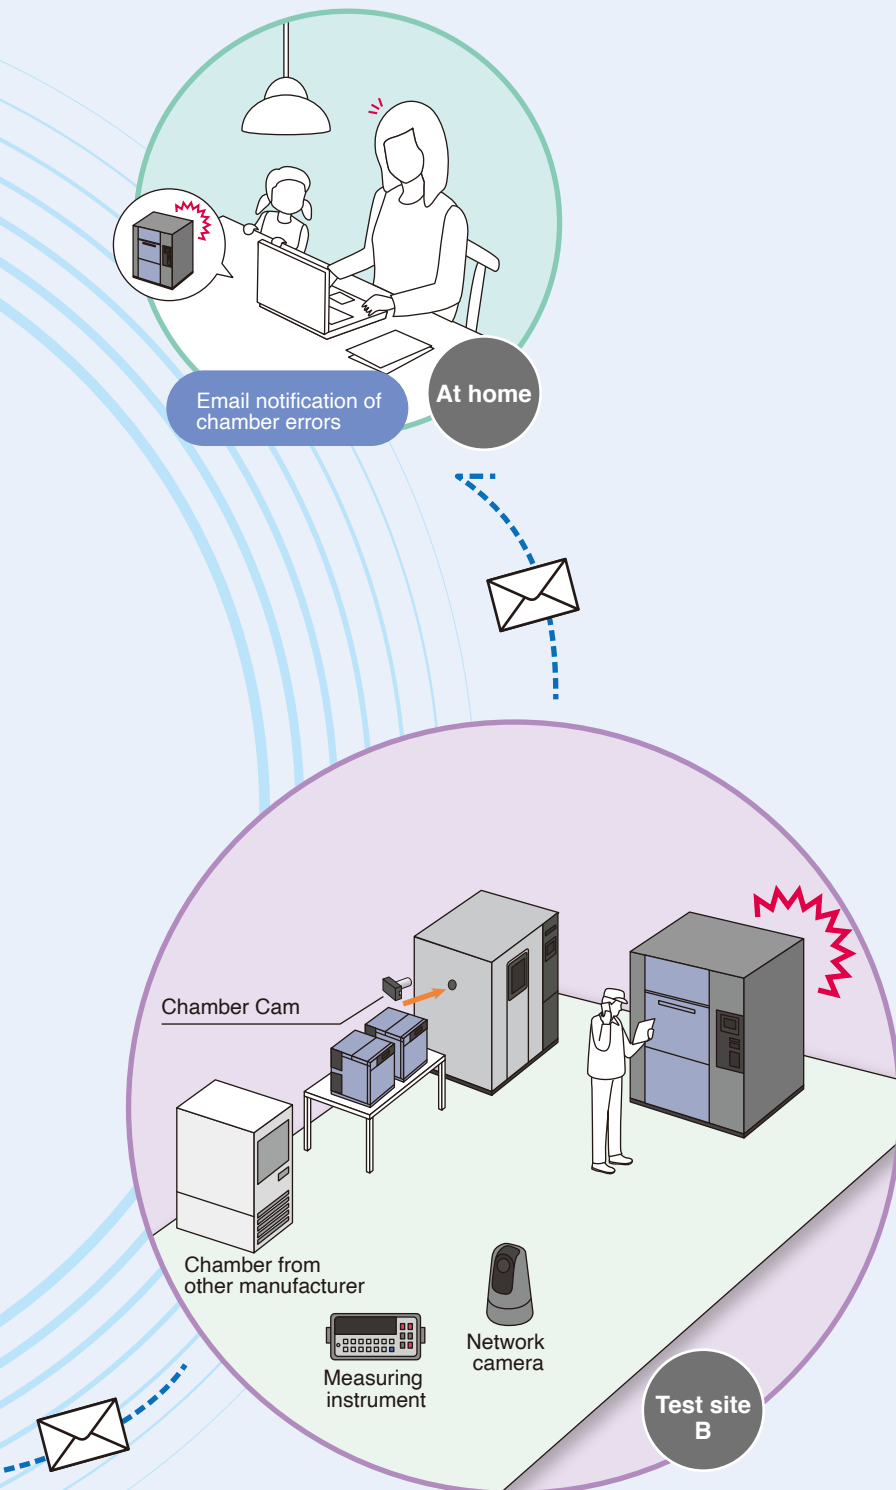 Email notification of
chamber errors
At home
Chamber Cam
Chamber from
other manufacturer
Measuring
instrument
Network
camera
Test site
B